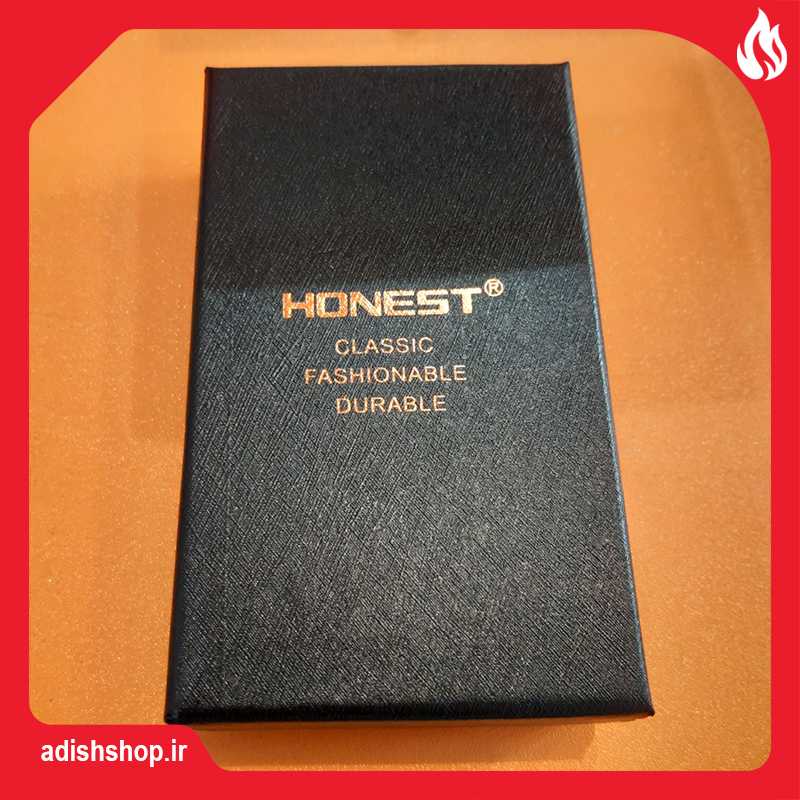 HONEST®
CLASSIC
FASHIONABLE
DURABLE
adishshop.ir